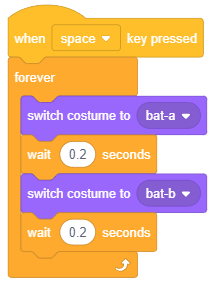 when space key pressed
forever
switch costume to bat-a
wait 0.2 seconds
switch costume to bat-b
wait 0.2 seconds